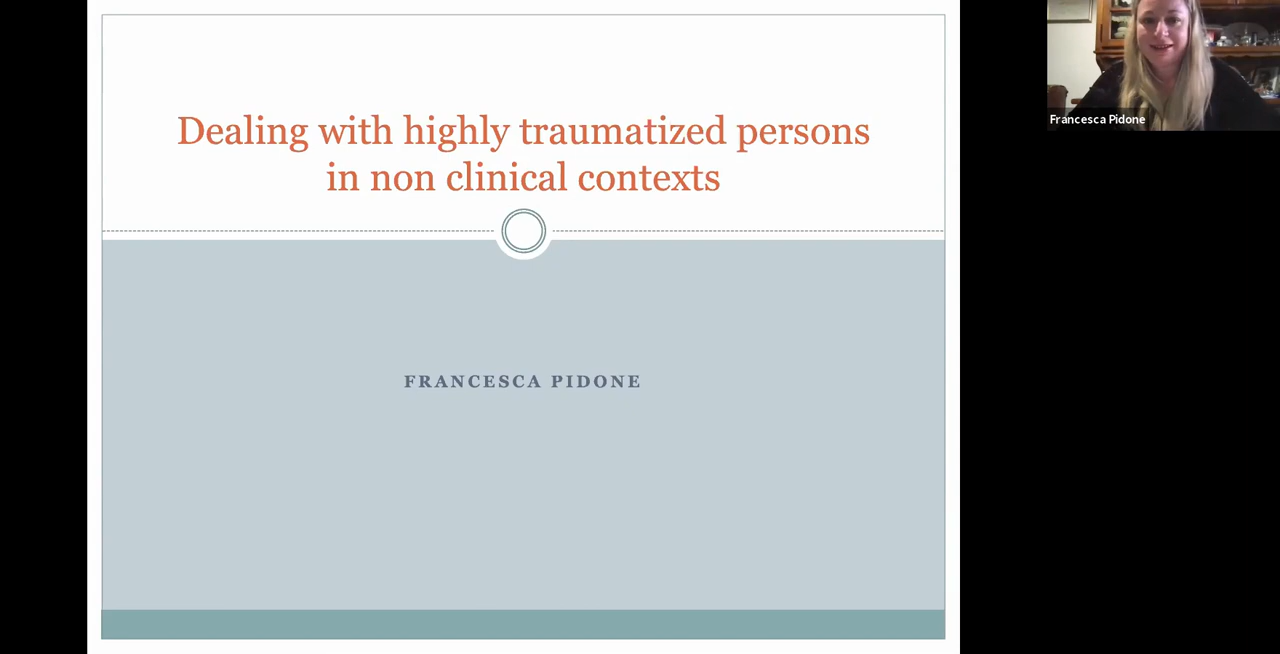 Dealing with highly traumatized persons
in non clinical contexts
FRANCESCA PIDONE
Francesca Pidone